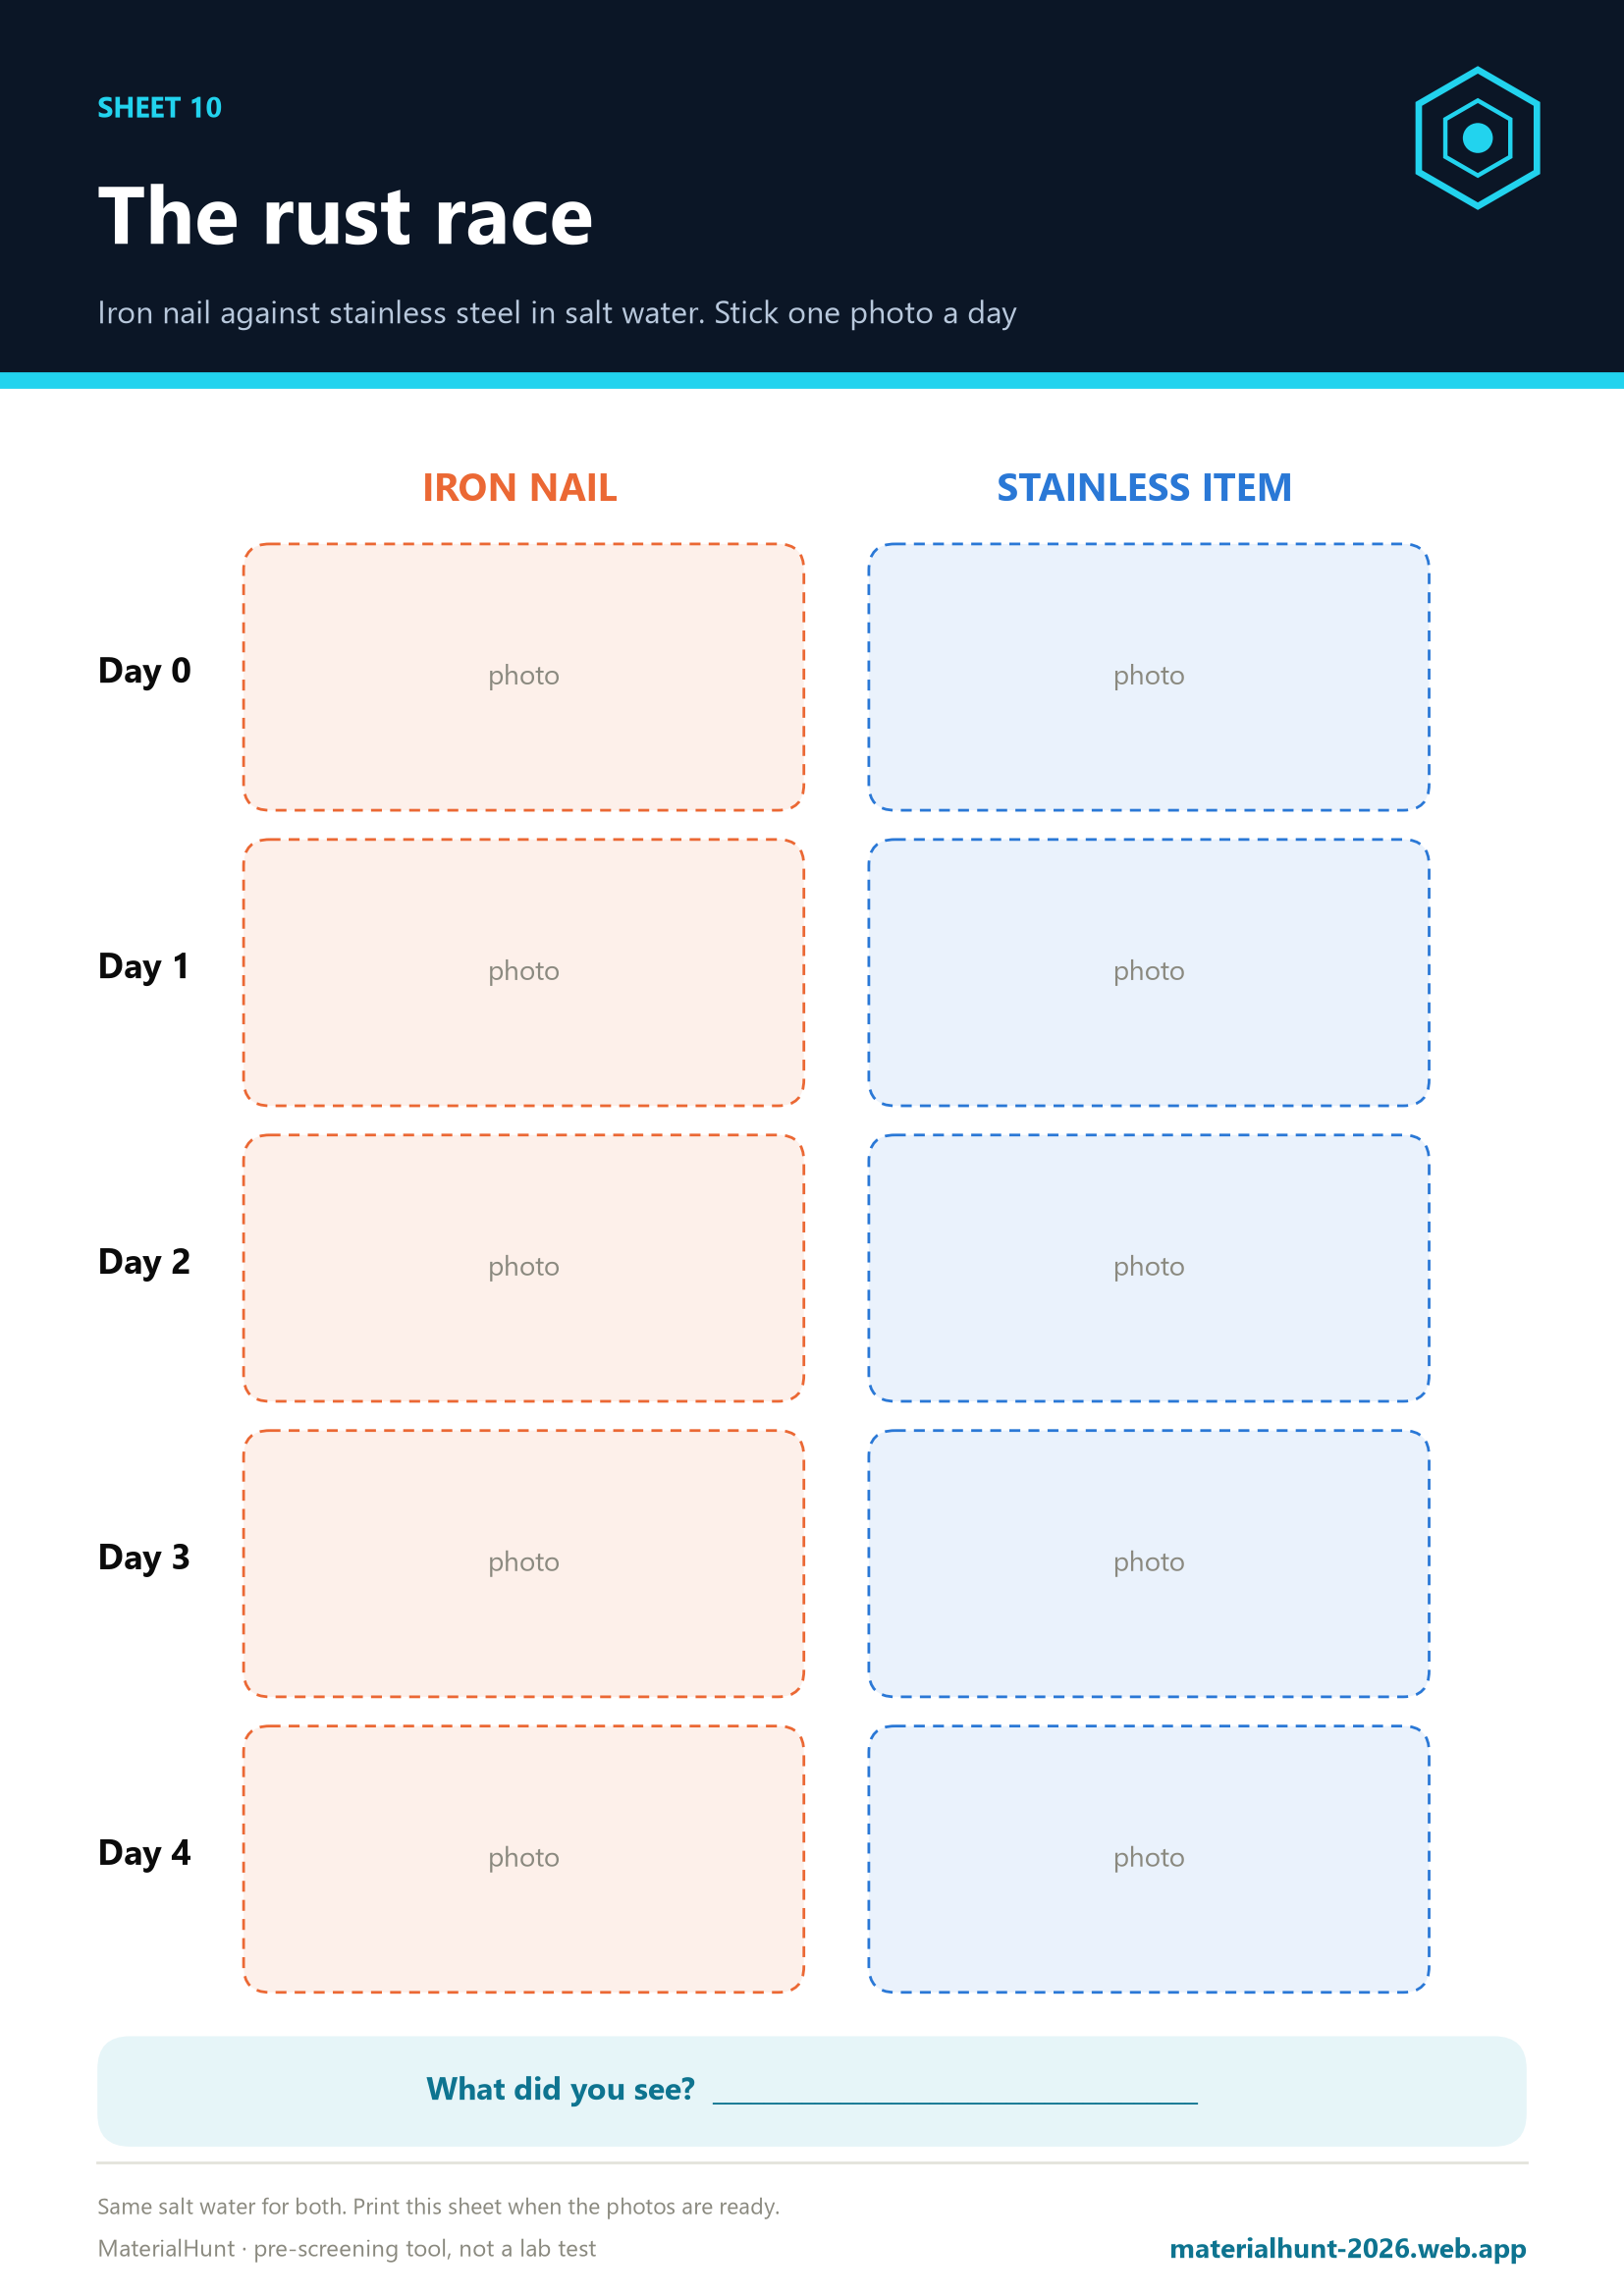 SHEET 10
The rust race
Iron nail against stainless steel in salt water. Stick one photo a day
IRON NAIL
STAINLESS ITEM
Day 0
photo
photo
Day 1
photo
photo
Day 2
photo
photo
Day 3
photo
photo
Day 4
photo
photo
What did you see? ______________________________
Same salt water for both. Print this sheet when the photos are ready.
MaterialHunt · pre-screening tool, not a lab test
materialhunt-2026.web.app